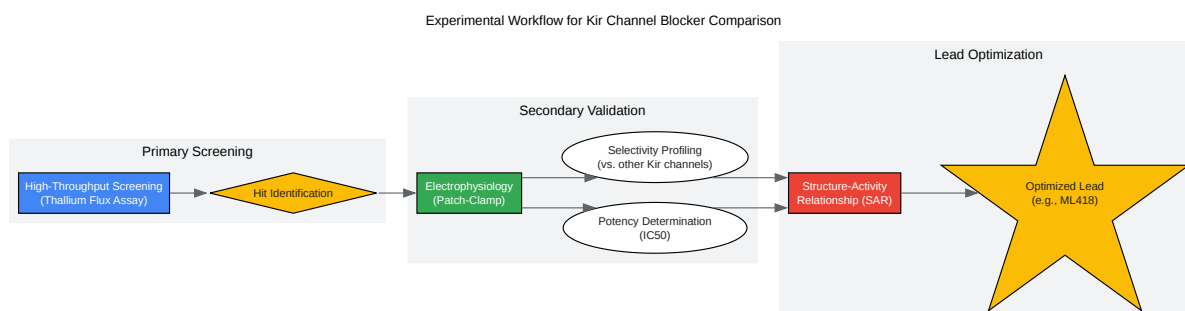 Experimental Workflow for Kir Channel Blocker Comparison
Primary Screening
High-Throughput Screening
(Thallium Flux Assay)
Hit Identification
Secondary Validation
Electrophysiology
(Patch-Clamp)
Selectivity Profiling
(vs. other Kir channels)
Potency Determination
(IC50)
Lead Optimization
Structure-Activity
Relationship (SAR)
Optimized Lead
(e.g., ML418)